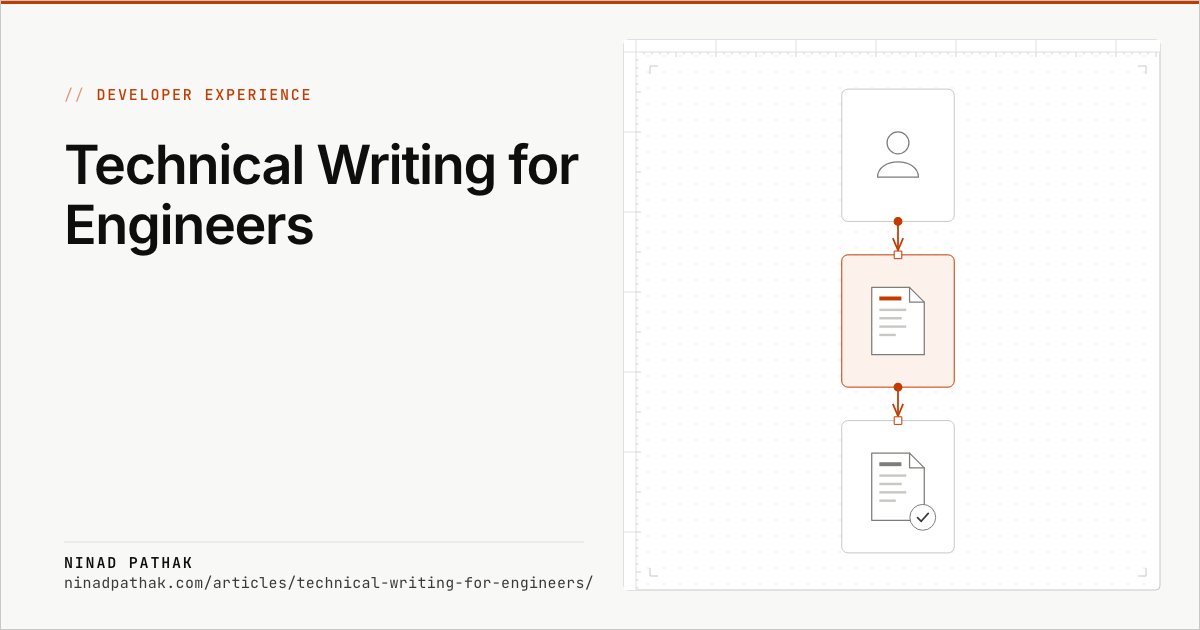 // DEVELOPER EXPERIENCE
Technical Writing for
Engineers
NINAD PATHAK
ninadpathak.com/articles/technical-writing-for-engineers/